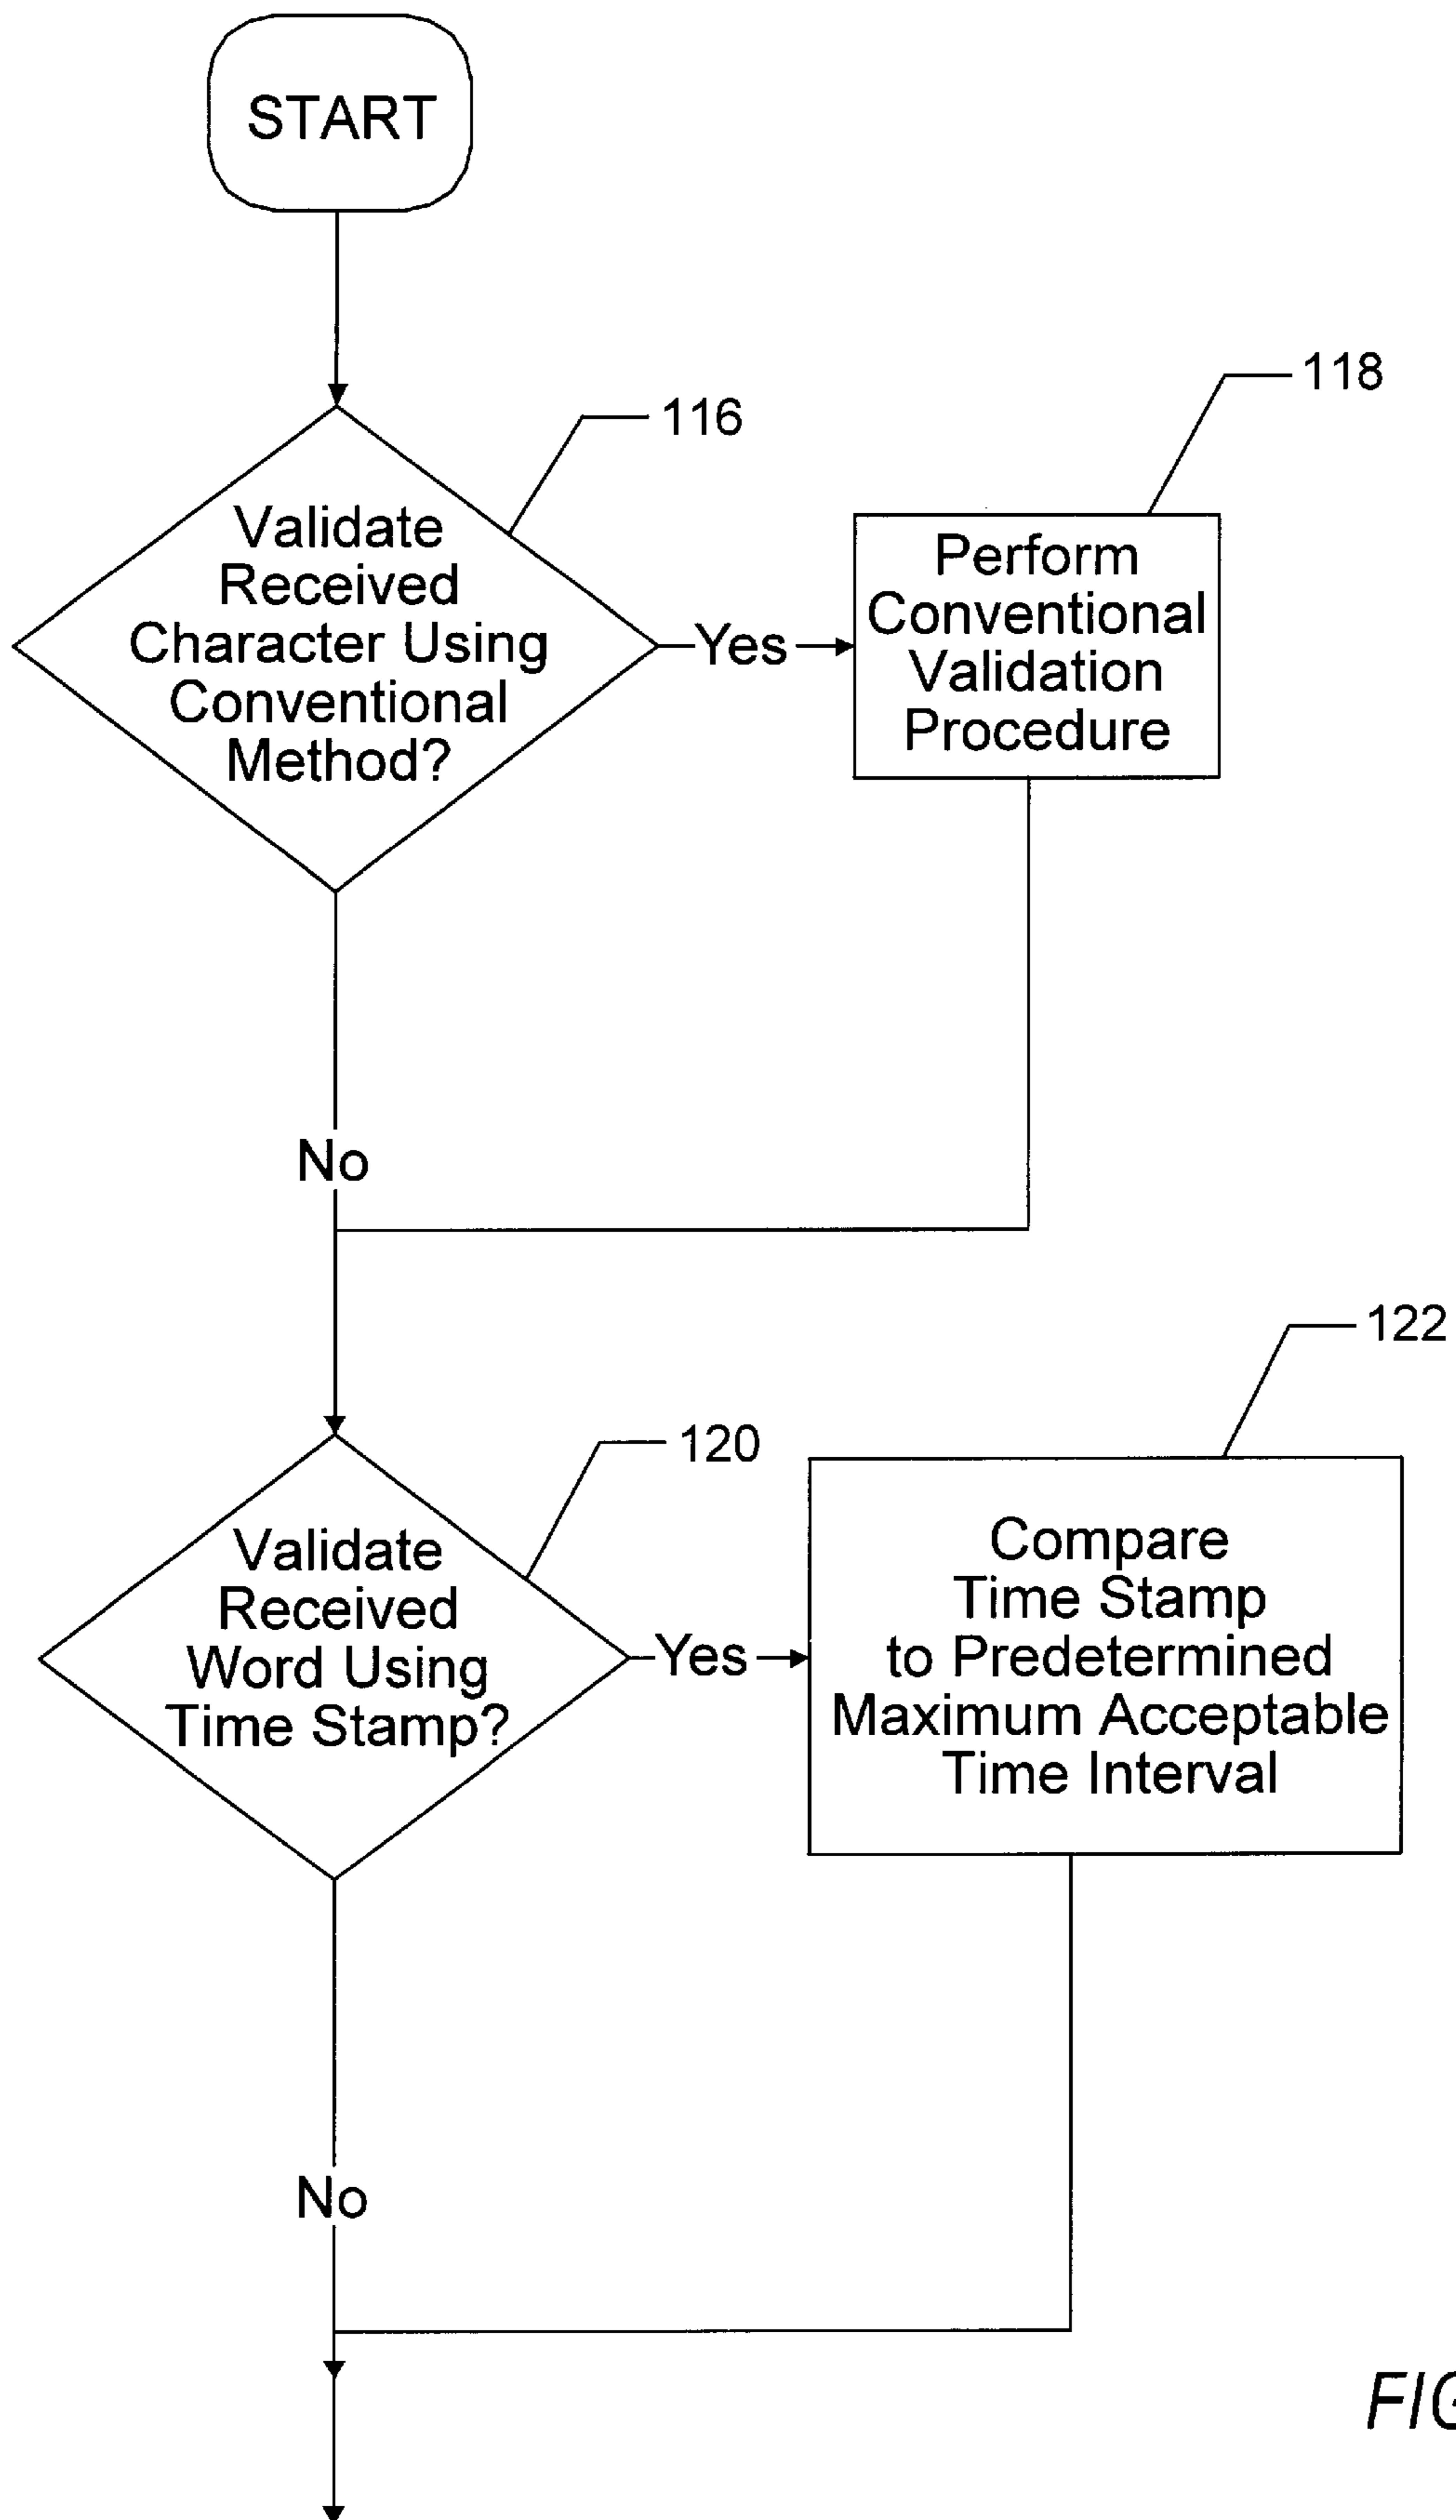 START
116
118
Validate
Received
Character Using
Conventional
Method?
Yes
Perform
Conventional
Validation
Procedure
No
122
120
Validate
Received
Word Using
Time Stamp?
Yes
Compare
Time Stamp
to Predetermined
Maximum Acceptable
Time Interval
No